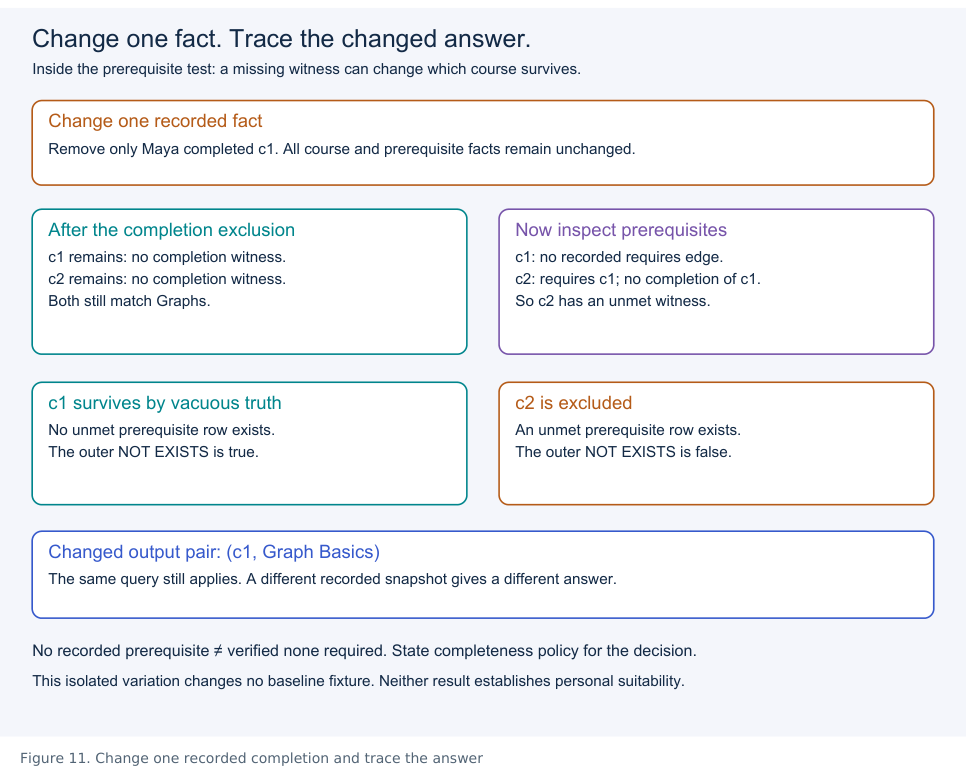 Change one fact. Trace the changed answer.
Inside the prerequisite test: a missing witness can change which course survives.
Change one recorded fact
Remove only Maya completed c1. All course and prerequisite facts remain unchanged.
After the completion exclusion
c1 remains: no completion witness.
c2 remains: no completion witness.
Both still match Graphs.
Now inspect prerequisites
c1: no recorded requires edge.
c2: requires c1; no completion of c1.
So c2 has an unmet witness.
c1 survives by vacuous truth
No unmet prerequisite row exists.
The outer NOT EXISTS is true.
c2 is excluded
An unmet prerequisite row exists.
The outer NOT EXISTS is false.
Changed output pair: (c1, Graph Basics)
The same query still applies. A different recorded snapshot gives a different answer.
No recorded prerequisite ≠ verified none required. State completeness policy for the decision.
This isolated variation changes no baseline fixture. Neither result establishes personal suitability.
Figure 11. Change one recorded completion and trace the answer